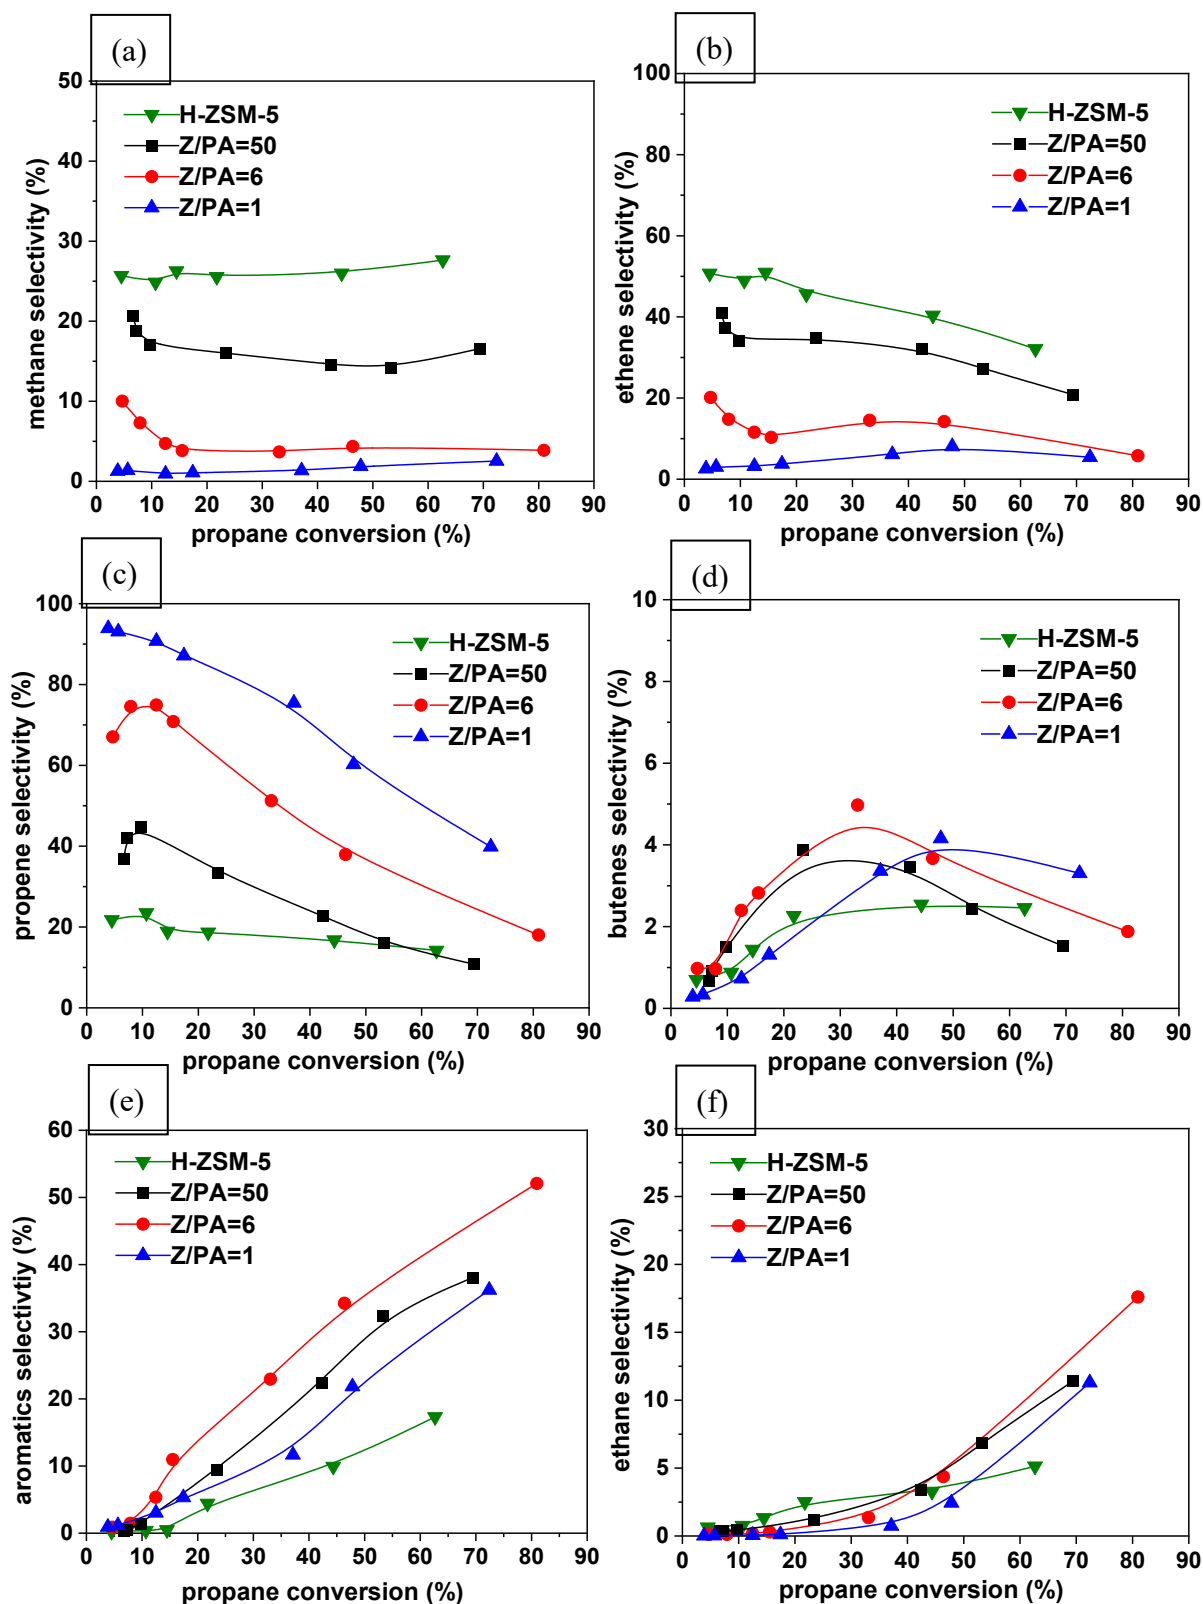 (a)
50
40
30
20
10
0
methane selectivity (%)
H-ZSM-5
Z/PA=50
Z/PA=6
Z/PA=1
0 10 20 30 40 50 60 70 80 90
propane conversion (%)
(b)
100
80
60
40
20
0
ethene selectivity (%)
H-ZSM-5
Z/PA=50
Z/PA=6
Z/PA=1
0 10 20 30 40 50 60 70 80 90
propane conversion (%)
(c)
100
80
60
40
20
0
propene selectivity (%)
H-ZSM-5
Z/PA=50
Z/PA=6
Z/PA=1
0 10 20 30 40 50 60 70 80 90
propane conversion (%)
(d)
10
8
6
4
2
0
butenes selectivity (%)
H-ZSM-5
Z/PA=50
Z/PA=6
Z/PA=1
0 10 20 30 40 50 60 70 80 90
propane conversion (%)
(e)
60
50
40
30
20
10
0
aromatics selectivtiy (%)
H-ZSM-5
Z/PA=50
Z/PA=6
Z/PA=1
0 10 20 30 40 50 60 70 80 90
propane conversion (%)
(f)
30
25
20
15
10
5
0
ethane selectivity (%)
H-ZSM-5
Z/PA=50
Z/PA=6
Z/PA=1
0 10 20 30 40 50 60 70 80 90
propane conversion (%)